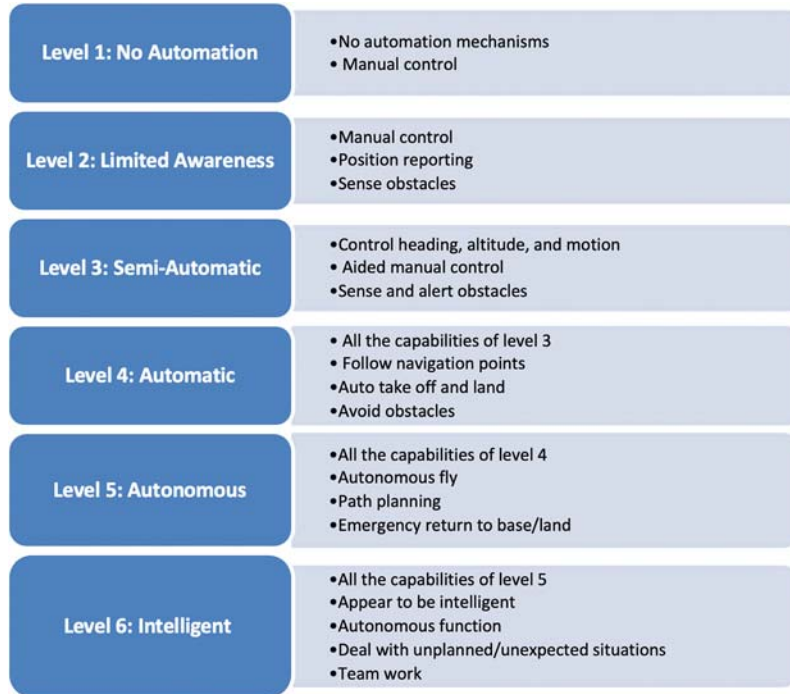 Level 1: No Automation
•No automation mechanisms
• Manual control
Level 2: Limited Awareness
•Manual control
•Position reporting
•Sense obstacles
Level 3: Semi-Automatic
•Control heading, altitude, and motion
• Aided manual control
•Sense and alert obstacles
Level 4: Automatic
• All the capabilities of level 3
• Follow navigation points
•Auto take off and land
•Avoid obstacles
Level 5: Autonomous
•All the capabilities of level 4
•Autonomous fly
•Path planning
•Emergency return to base/land
Level 6: Intelligent
•All the capabilities of level 5
•Appear to be intelligent
•Autonomous function
•Deal with unplanned/unexpected situations
•Team work